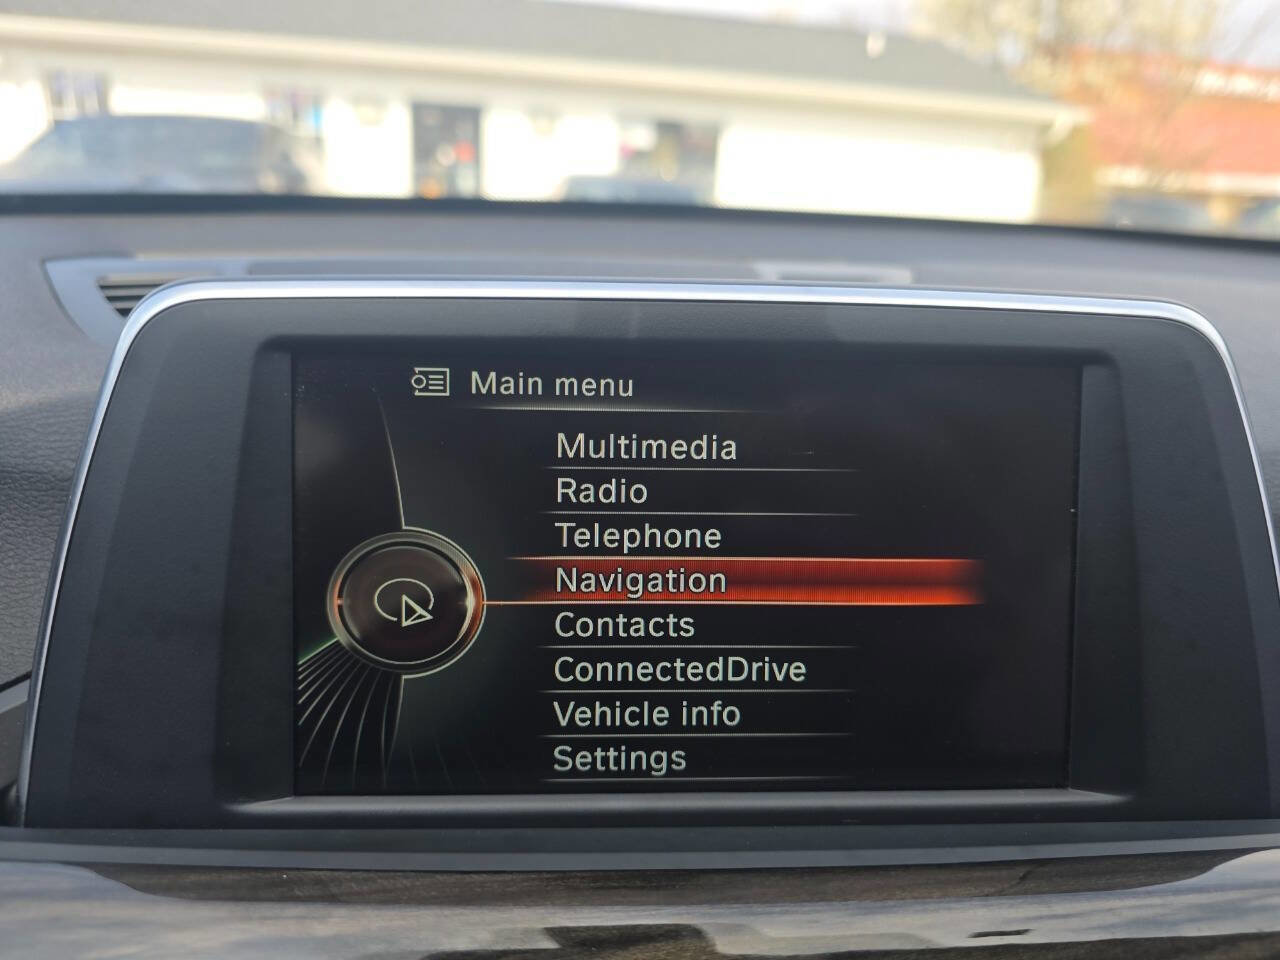 Main menu
Multimedia
Radio
Telephone
Navigation
Contacts
ConnectedDrive
Vehicle info
Settings